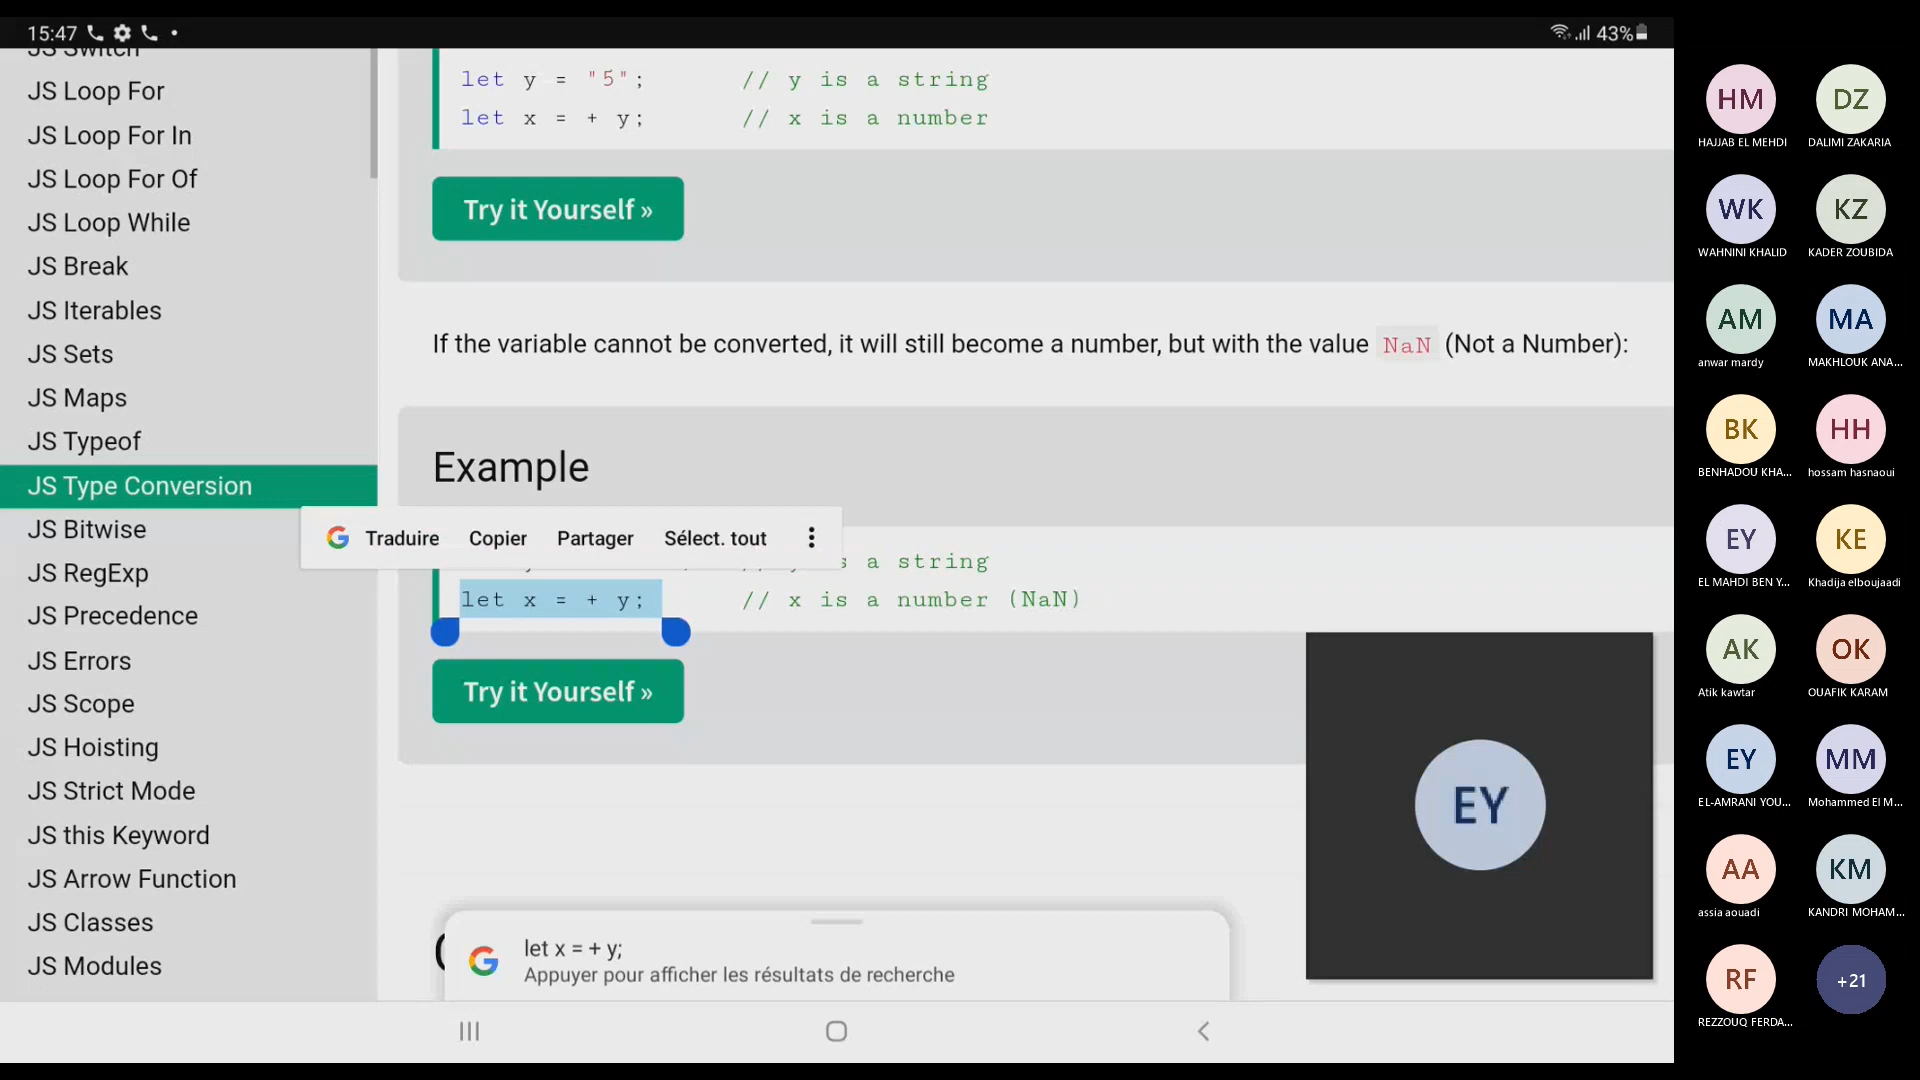 15:47
43%
JS Switch
JS Loop For
JS Loop For In
JS Loop For Of
JS Loop While
JS Break
JS Iterables
JS Sets
JS Maps
JS Typeof
JS Type Conversion
JS Bitwise
JS RegExp
JS Precedence
JS Errors
JS Scope
JS Hoisting
JS Strict Mode
JS this Keyword
JS Arrow Function
JS Classes
JS Modules
let y = "5"; // y is a string
let x = + y; // x is a number
Try it Yourself »
If the variable cannot be converted, it will still become a number, but with the value NaN (Not a Number):
Example
Traduire Copier Partager Sélect. tout
a string
let x = + y; // x is a number (NaN)
Try it Yourself »
EY
let x = + y;
Appuyer pour afficher les résultats de recherche
HM DZ
HAJJAB EL MEHDI DALIMI ZAKARIA
WK KZ
WAHNINI KHALID KADER ZOUBIDA
AM MA
anwar mardy MAKHLOUK ANA...
BK HH
BENHADOU KHA... hossam hasnaoui
EY KE
EL MAHDI BEN Y... Khadija elboujaadi
AK OK
Atik kawtar OUAFIK KARAM
EY MM
EL-AMRANI YOU... Mohammed El M...
AA KM
assia aouadi KANDRI MOHAM...
RF +21
REZZOUQ FERDA...